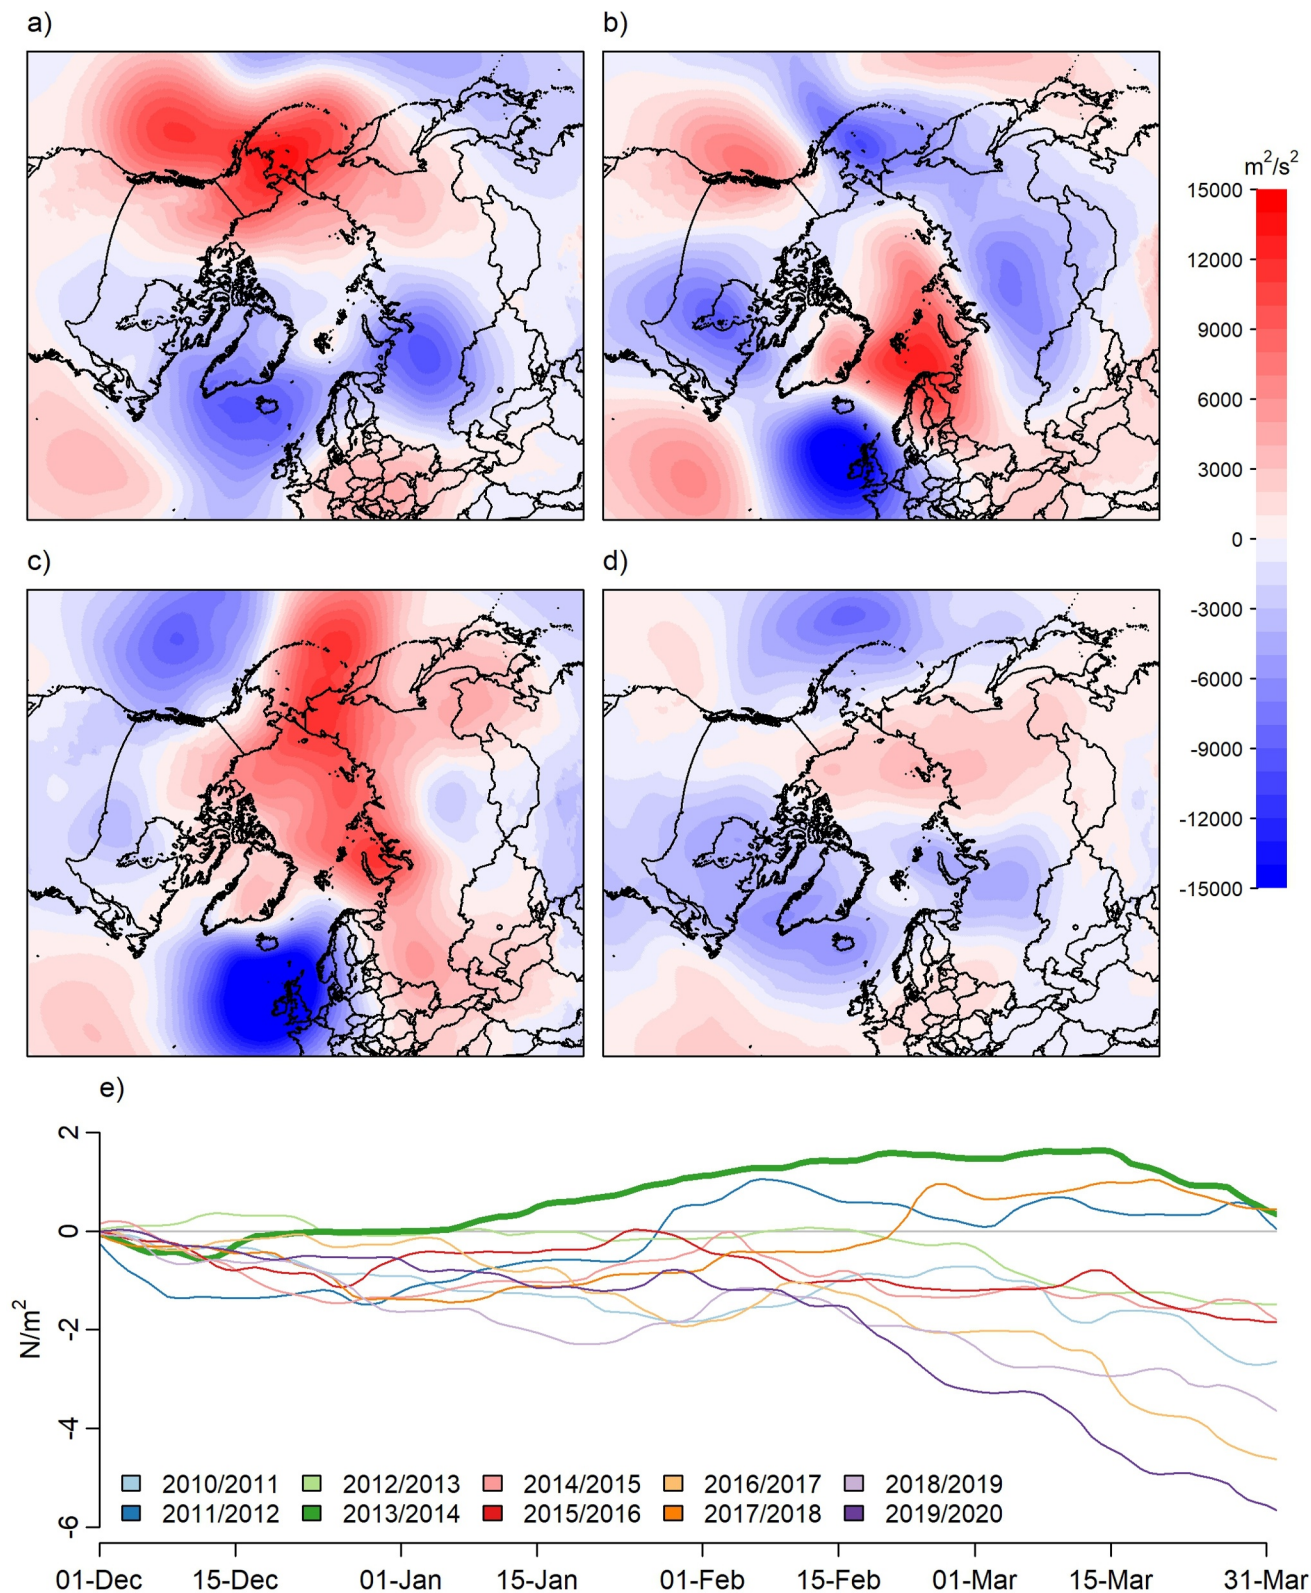 a)
b)
m²/s²
15000
12000
9000
6000
3000
0
-3000
-6000
-9000
-12000
-15000
c)
d)
e)
N/m²
2
0
-2
-4
-6
2010/2011 2012/2013 2014/2015 2016/2017 2018/2019
2011/2012 2013/2014 2015/2016 2017/2018 2019/2020
01-Dec 15-Dec 01-Jan 15-Jan 01-Feb 15-Feb 01-Mar 15-Mar 31-Mar